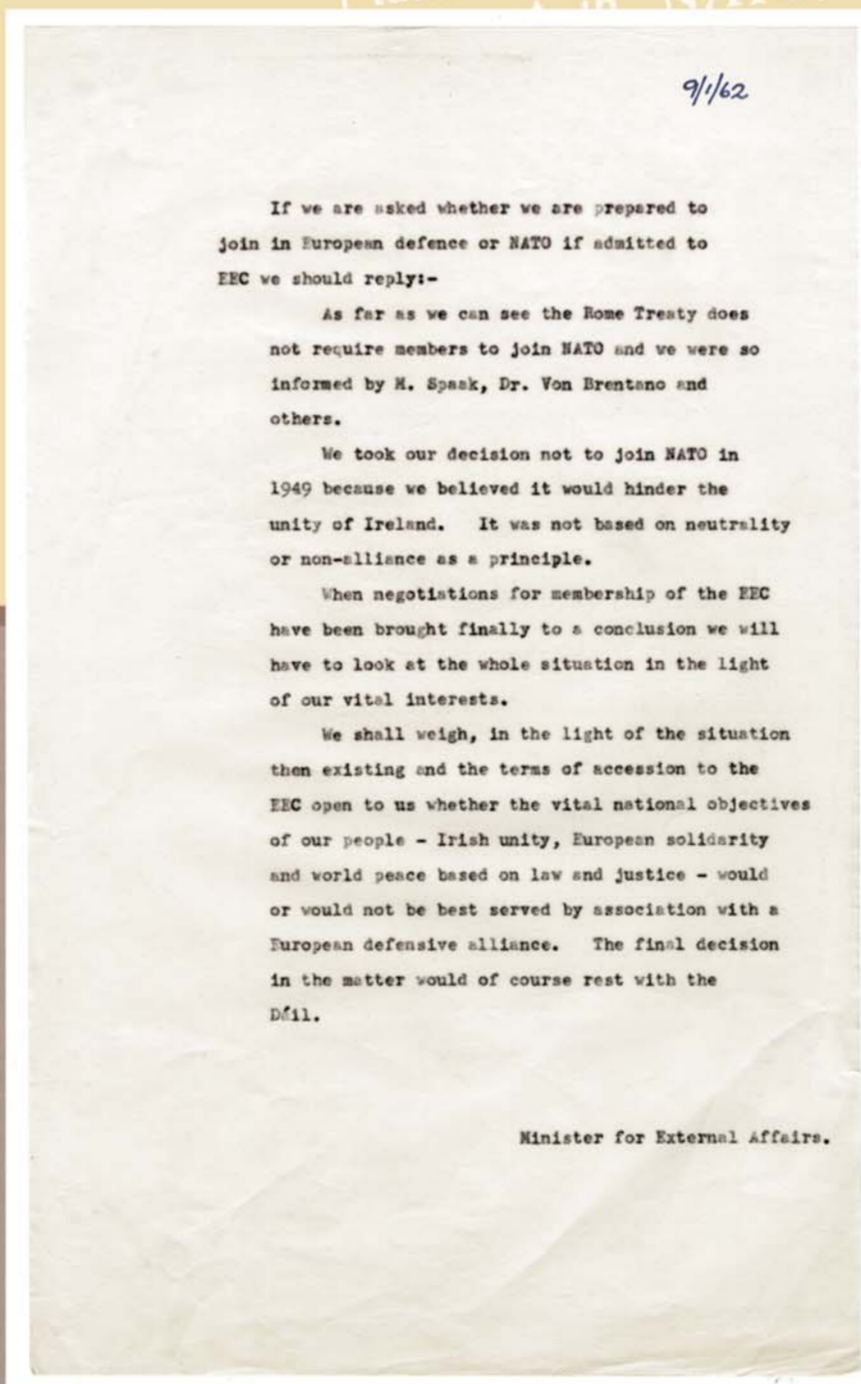 9/1/62
If we are asked whether we are prepared to
join in European defence or NATO if admitted to
EEC we should reply:-
As far as we can see the Rome Treaty does
not require members to join NATO and we were so
informed by M. Spaak, Dr. Von Brentano and
others.
We took our decision not to join NATO in
1949 because we believed it would hinder the
unity of Ireland. It was not based on neutrality
or non-alliance as a principle.
When negotiations for membership of the EEC
have been brought finally to a conclusion we will
have to look at the whole situation in the light
of our vital interests.
We shall weigh, in the light of the situation
then existing and the terms of accession to the
EEC open to us whether the vital national objectives
of our people - Irish unity, European solidarity
and world peace based on law and justice - would
or would not be best served by association with a
European defensive alliance. The final decision
in the matter would of course rest with the
Dáil.
Minister for External Affairs.